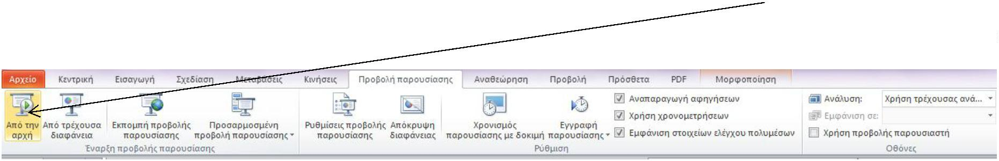 Αρχείο Κεντρική Εισαγωγή Σχεδίαση Μεταβάσεις Κινήσεις Προβολή παρουσίασης Αναθεώρηση Προβολή Πρόσθετα PDF Μορφοποίηση
Από την αρχή
Από τρέχουσα διαφάνεια
Εκπομπή προβολής παρουσίασης
Προσαρμοσμένη προβολή παρουσίασης
Έναρξη προβολής παρουσίασης
Ρυθμίσεις προβολής παρουσίασης
Απόκρυψη διαφάνειας
Χρονισμός παρουσίασης με δοκιμή
Εγγραφή παρουσίασης
Αναπαραγωγή αφηγήσεων
Χρήση χρονομετρήσεων
Εμφάνιση στοιχείων ελέγχου πολυμέσων
Ρύθμιση
Ανάλυση: Χρήση τρέχουσας ανά...
Εμφάνιση σε:
Χρήση προβολής παρουσιαστή
Οθόνες